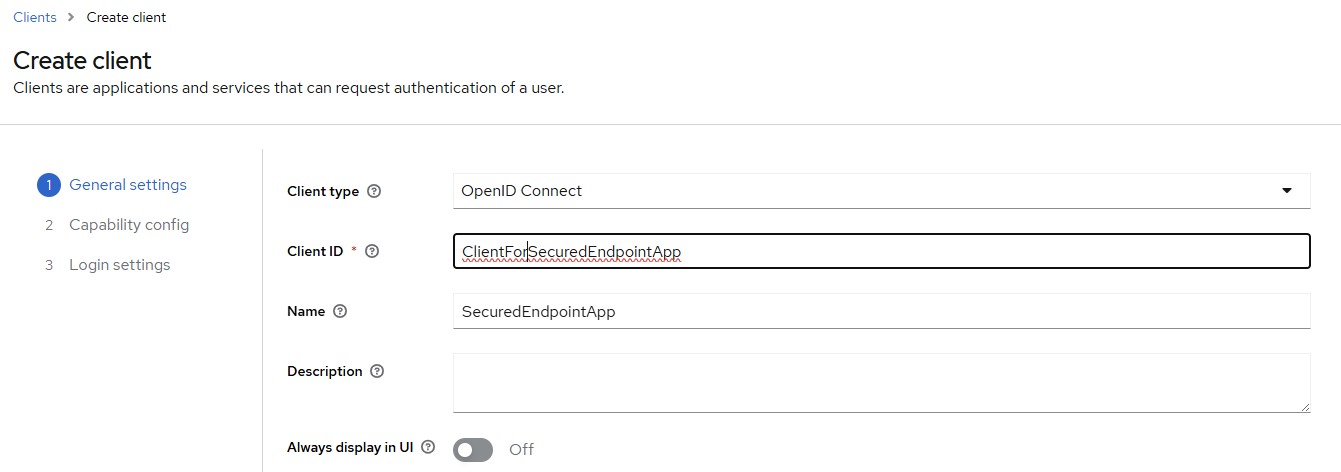 Clients > Create client
Create client
Clients are applications and services that can request authentication of a user.
1 General settings
2 Capability config
3 Login settings
Client type ? OpenID Connect
Client ID * ? ClientForSecuredEndpointApp
Name ? SecuredEndpointApp
Description ?
Always display in UI ? Off